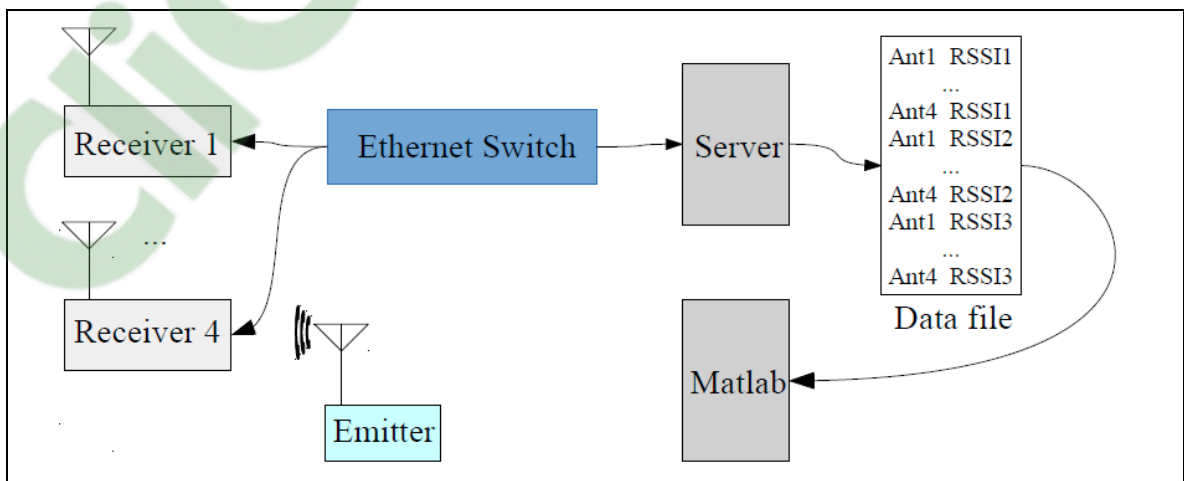 Receiver 1
Ethernet Switch
Server
Ant1 RSSI1
...
Ant4 RSSI1
Ant1 RSSI2
...
Ant4 RSSI2
Ant1 RSSI3
...
Ant4 RSSI3
Data file
...
Receiver 4
Emitter
Matlab